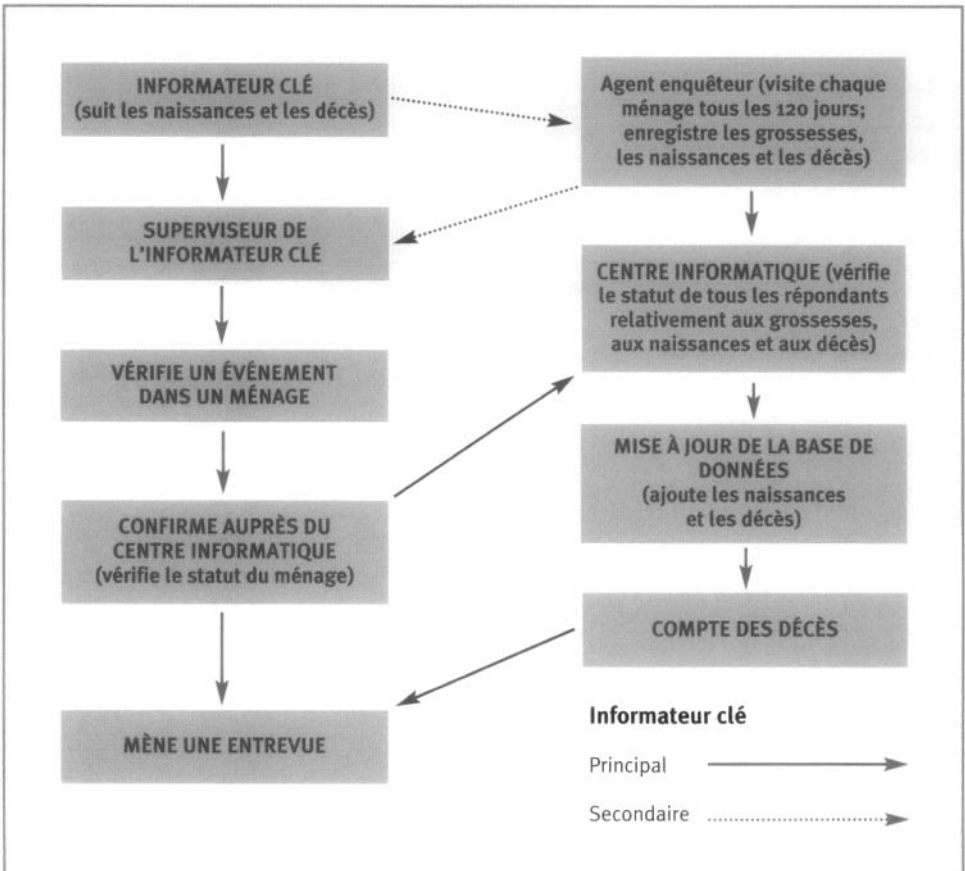 INFORMATEUR CLÉ
(suit les naissances et les décès)
SUPERVISEUR DE
L'INFORMATEUR CLÉ
VÉRIFIE UN ÉVÉNEMENT
DANS UN MÉNAGE
CONFIRME AUPRÈS DU
CENTRE INFORMATIQUE
(vérifie le statut du ménage)
MÈNE UNE ENTREVUE
Agent enquêteur (visite chaque
ménage tous les 120 jours;
enregistre les grossesses,
les naissances et les décès)
CENTRE INFORMATIQUE (vérifie
le statut de tous les répondants
relativement aux grossesses,
aux naissances et aux décès)
MISE À JOUR DE LA BASE DE
DONNÉES
(ajoute les naissances
et les décès)
COMPTE DES DÉCÈS
Informateur clé
Principal
Secondaire